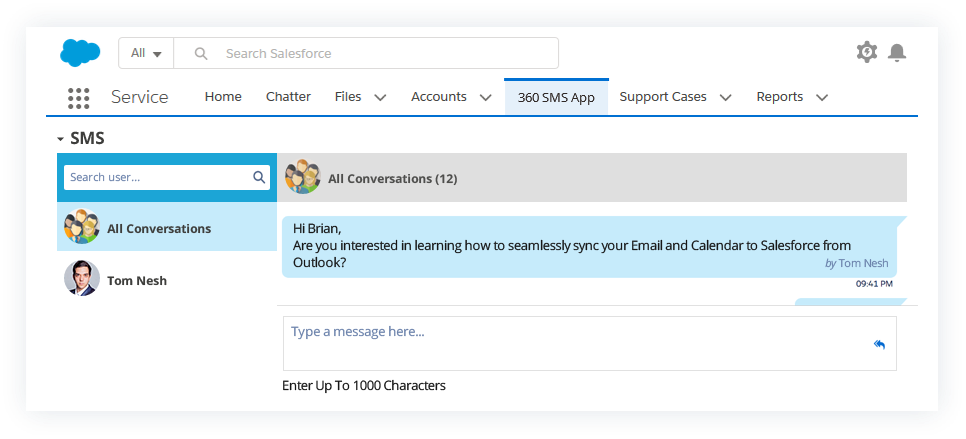 All
Search Salesforce
Service
Home
Chatter
Files
Accounts
360 SMS App
Support Cases
Reports
SMS
Search user...
All Conversations (12)
All Conversations
Tom Nesh
Hi Brian,
Are you interested in learning how to seamlessly sync your Email and Calendar to Salesforce from
Outlook?
by Tom Nesh
09:41 PM
Type a message here...
Enter Up To 1000 Characters